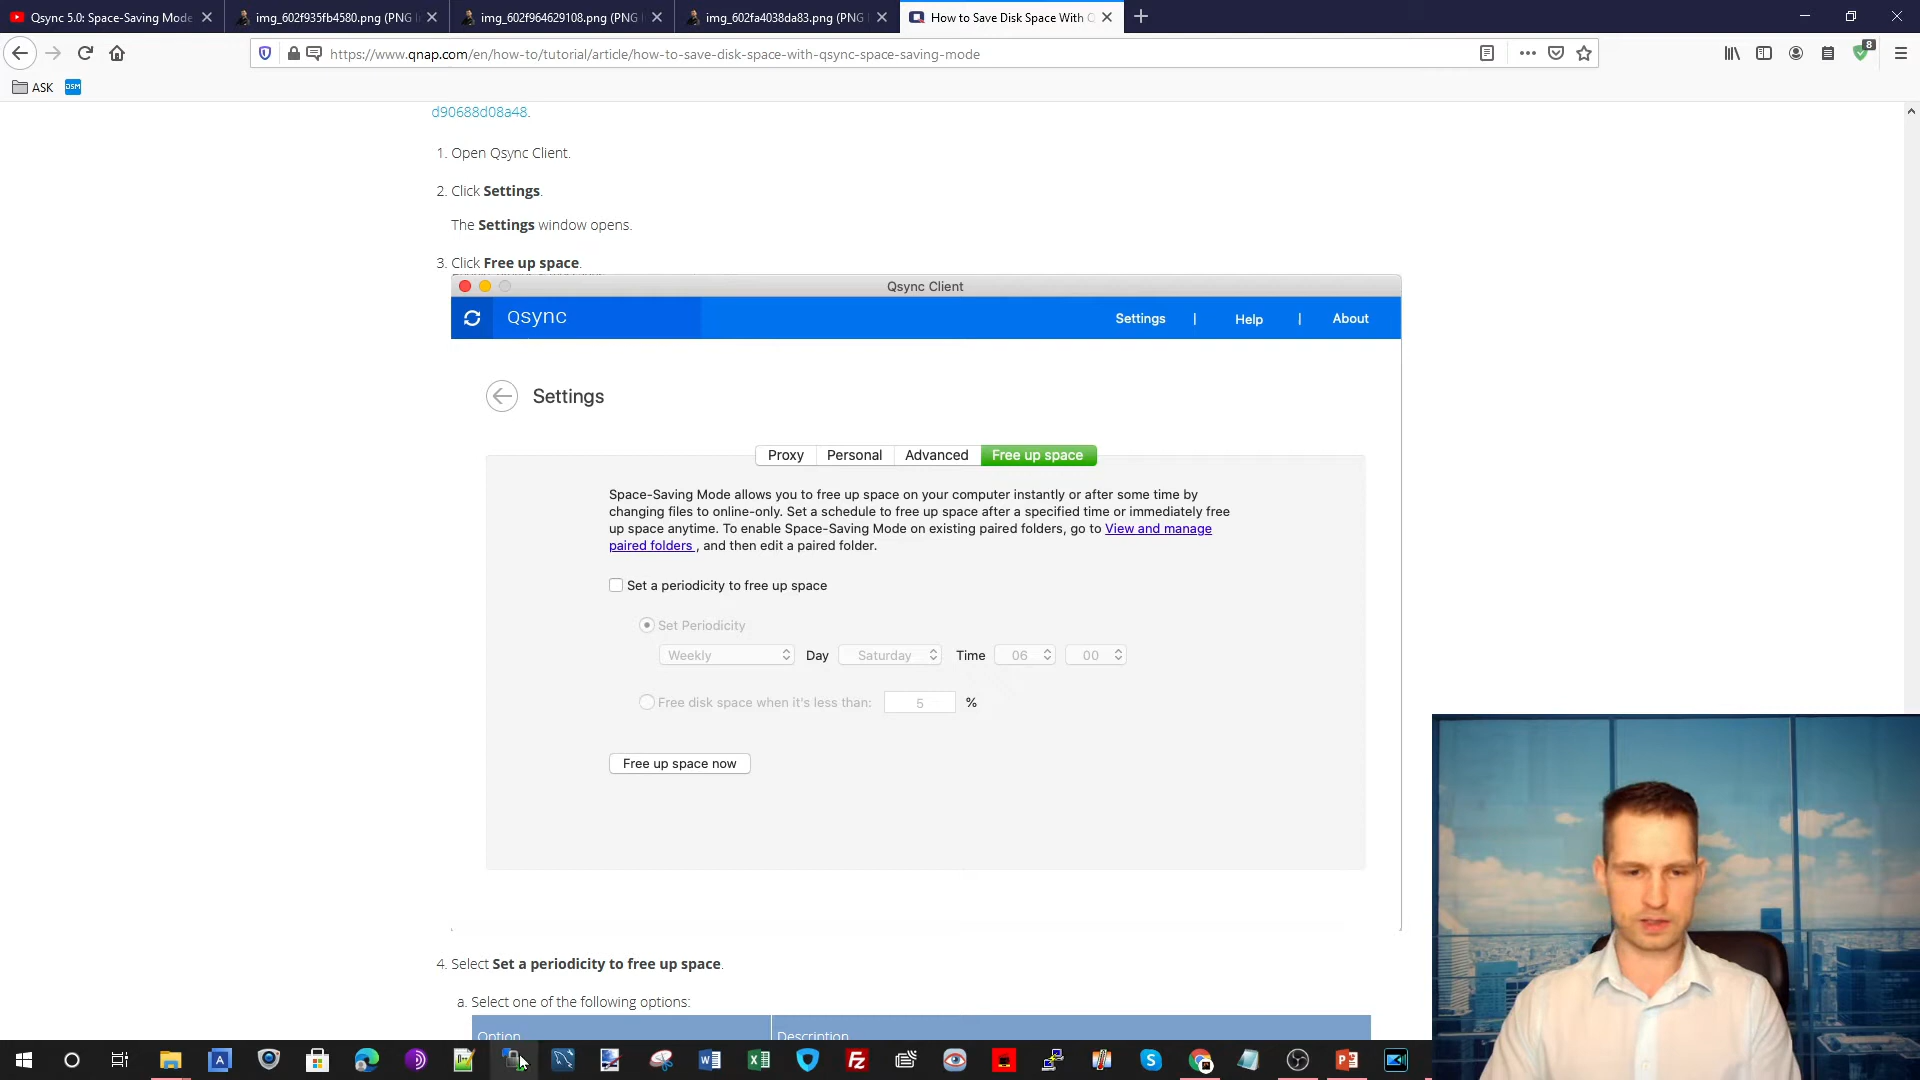 Qsync 5.0: Space-Saving Mode
img_602f935fb4580.png (PNG I
img_602f964629108.png (PNG I
img_602fa4038da83.png (PNG I
How to Save Disk Space With Q
https://www.qnap.com/en/how-to/tutorial/article/how-to-save-disk-space-with-qsync-space-saving-mode
8
ASK
DSM
d90688d08a48.
1. Open Qsync Client.
2. Click Settings.
The Settings window opens.
3. Click Free up space.
Qsync Client
Qsync
Settings | Help | About
Settings
Proxy Personal Advanced Free up space
Space-Saving Mode allows you to free up space on your computer instantly or after some time by
changing files to online-only. Set a schedule to free up space after a specified time or immediately free
up space anytime. To enable Space-Saving Mode on existing paired folders, go to View and manage
paired folders , and then edit a paired folder.
Set a periodicity to free up space
Set Periodicity
Weekly Day Saturday Time 06 00
Free disk space when it's less than: 5 %
Free up space now
4. Select Set a periodicity to free up space.
a. Select one of the following options:
Option Description